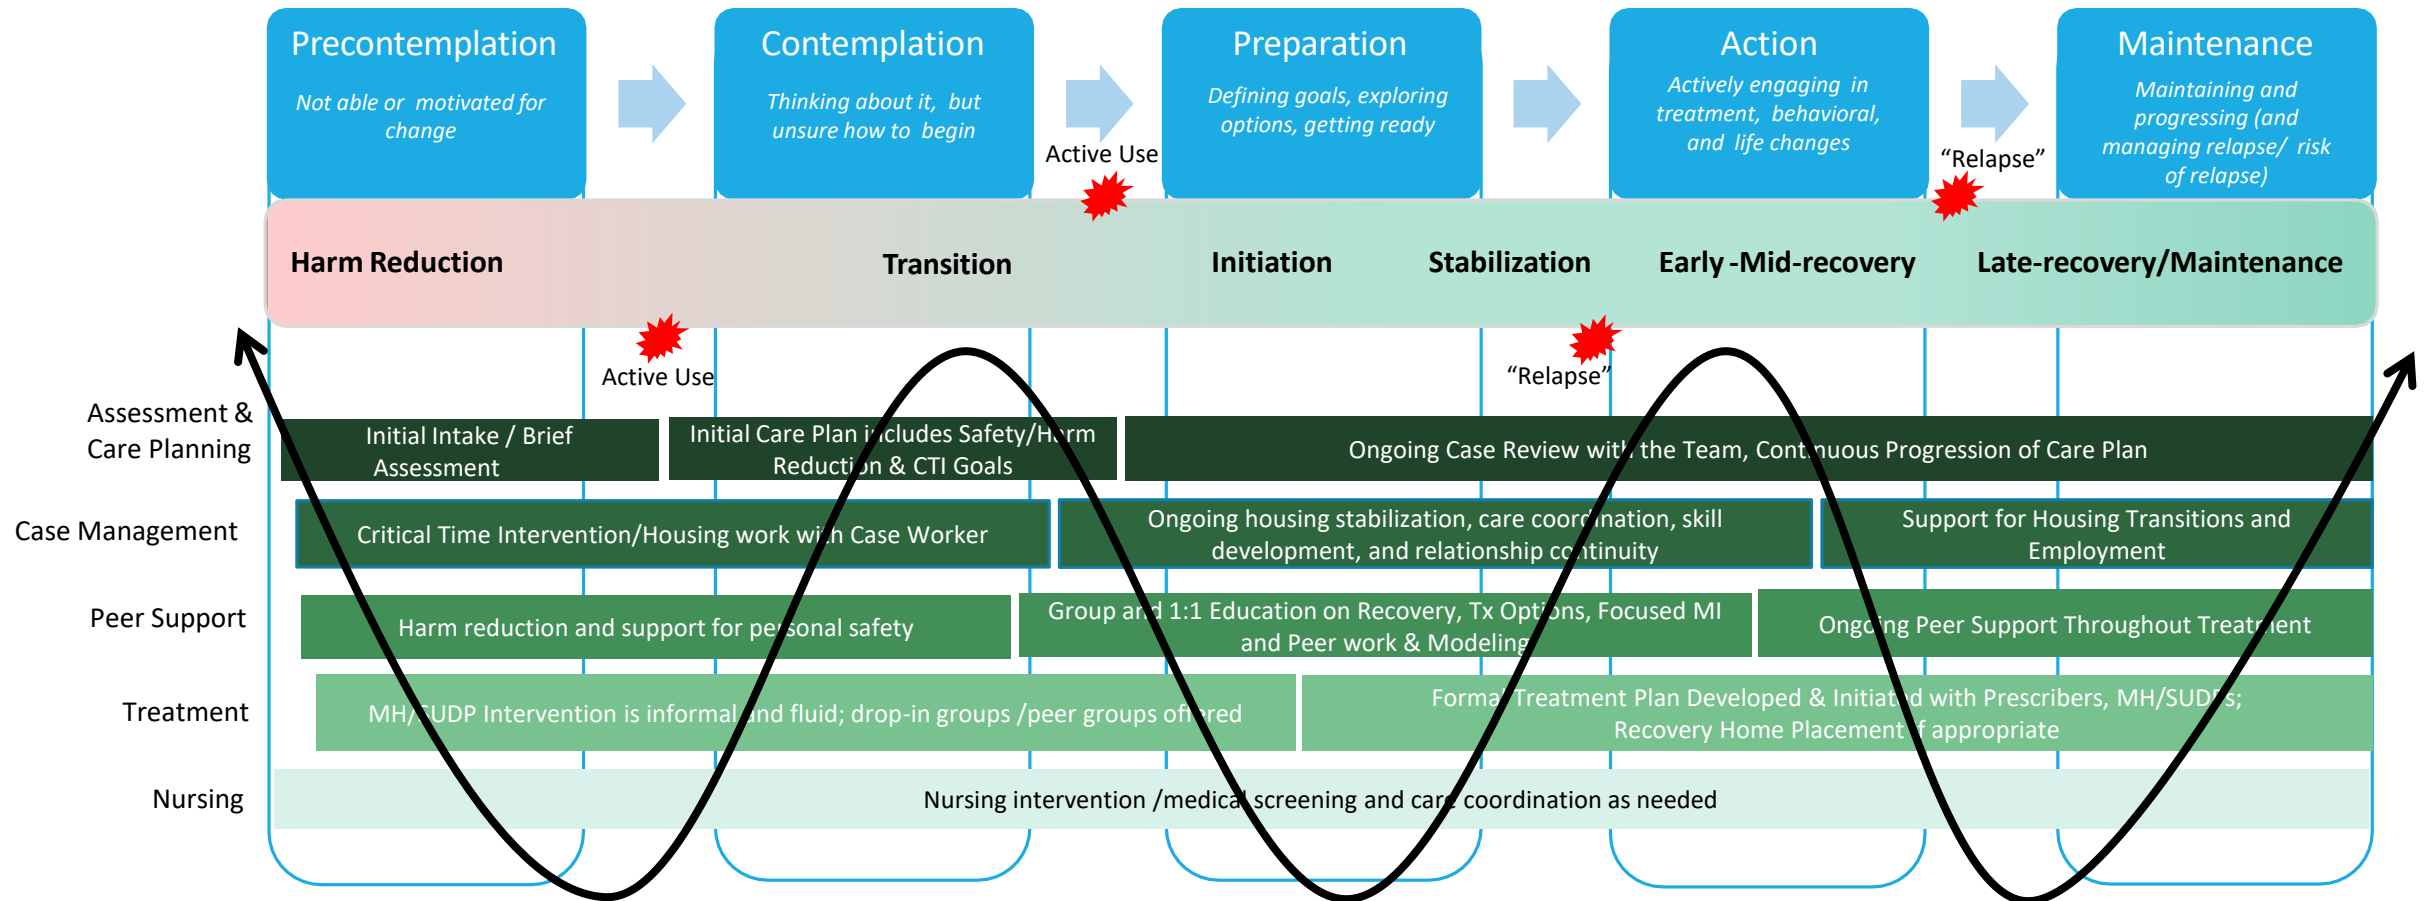 Precontemplation
Not able or motivated for
change
Contemplation
Thinking about it, but
unsure how to begin
Preparation
Defining goals, exploring
options, getting ready
Action
Actively engaging in
treatment, behavioral,
and life changes
Maintenance
Maintaining and
progressing (and
managing relapse/ risk
of relapse)
Active Use
“Relapse”
Harm Reduction
Transition
Initiation
Stabilization
Early -Mid-recovery
Late-recovery/Maintenance
Active Use
“Relapse”
Assessment &
Care Planning
Initial Intake / Brief
Assessment
Initial Care Plan includes Safety/Harm
Reduction & CTI Goals
Ongoing Case Review with the Team, Continuous Progression of Care Plan
Case Management
Critical Time Intervention/Housing work with Case Worker
Ongoing housing stabilization, care coordination, skill
development, and relationship continuity
Support for Housing Transitions and
Employment
Peer Support
Harm reduction and support for personal safety
Group and 1:1 Education on Recovery, Tx Options, Focused MI
and Peer work & Modeling
Ongoing Peer Support Throughout Treatment
Treatment
MH/SUDP Intervention is informal and fluid; drop-in groups /peer groups offered
Formal Treatment Plan Developed & Initiated with Prescribers, MH/SUDPs;
Recovery Home Placement if appropriate
Nursing
Nursing intervention /medical screening and care coordination as needed